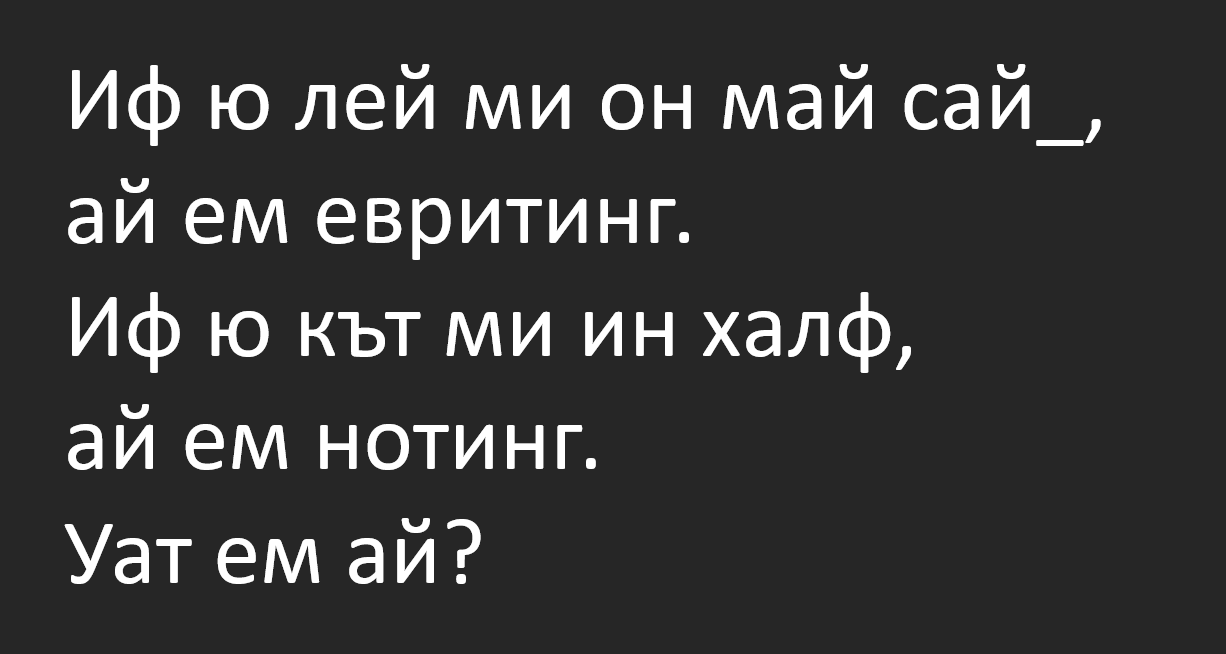 Иф ю лей ми он май сай_,
ай ем евритинг.
Иф ю кът ми ин халф,
ай ем нотинг.
Уат ем ай?